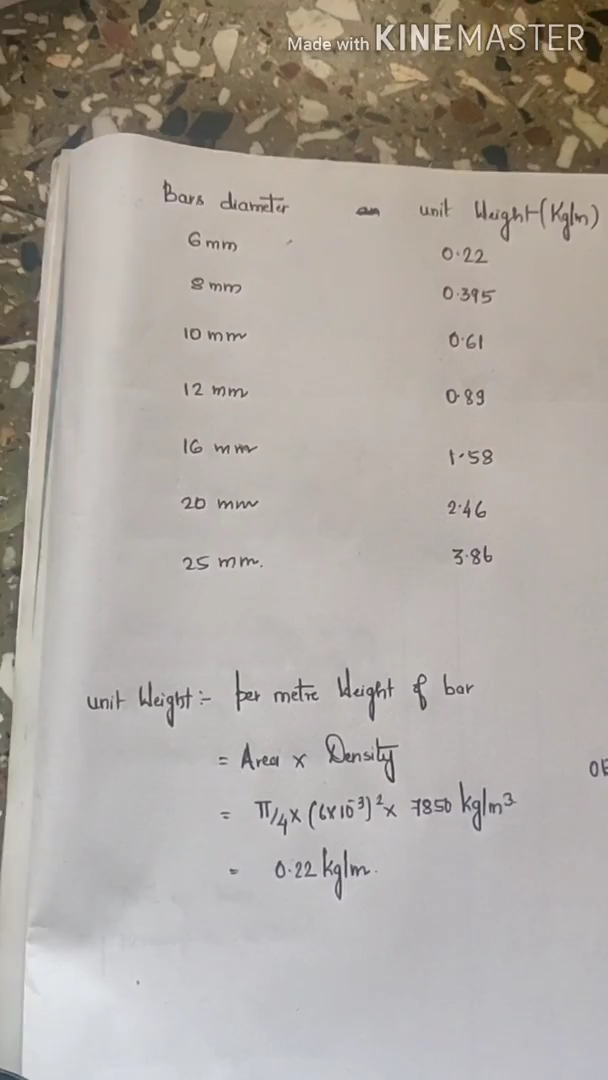 Made with KINEMASTER
Bars diameter unit Weight (Kg/m)
6mm 0.22
8 mm 0.395
10 mm 0.61
12 mm 0.89
16 mm 1.58
20 mm 2.46
25 mm. 3.86
unit Weight :- per metre Weight of bar
= Area x Density
= π/4 x (6x10⁻³)² x 7850 kg/m³
= 0.22 kg/m.